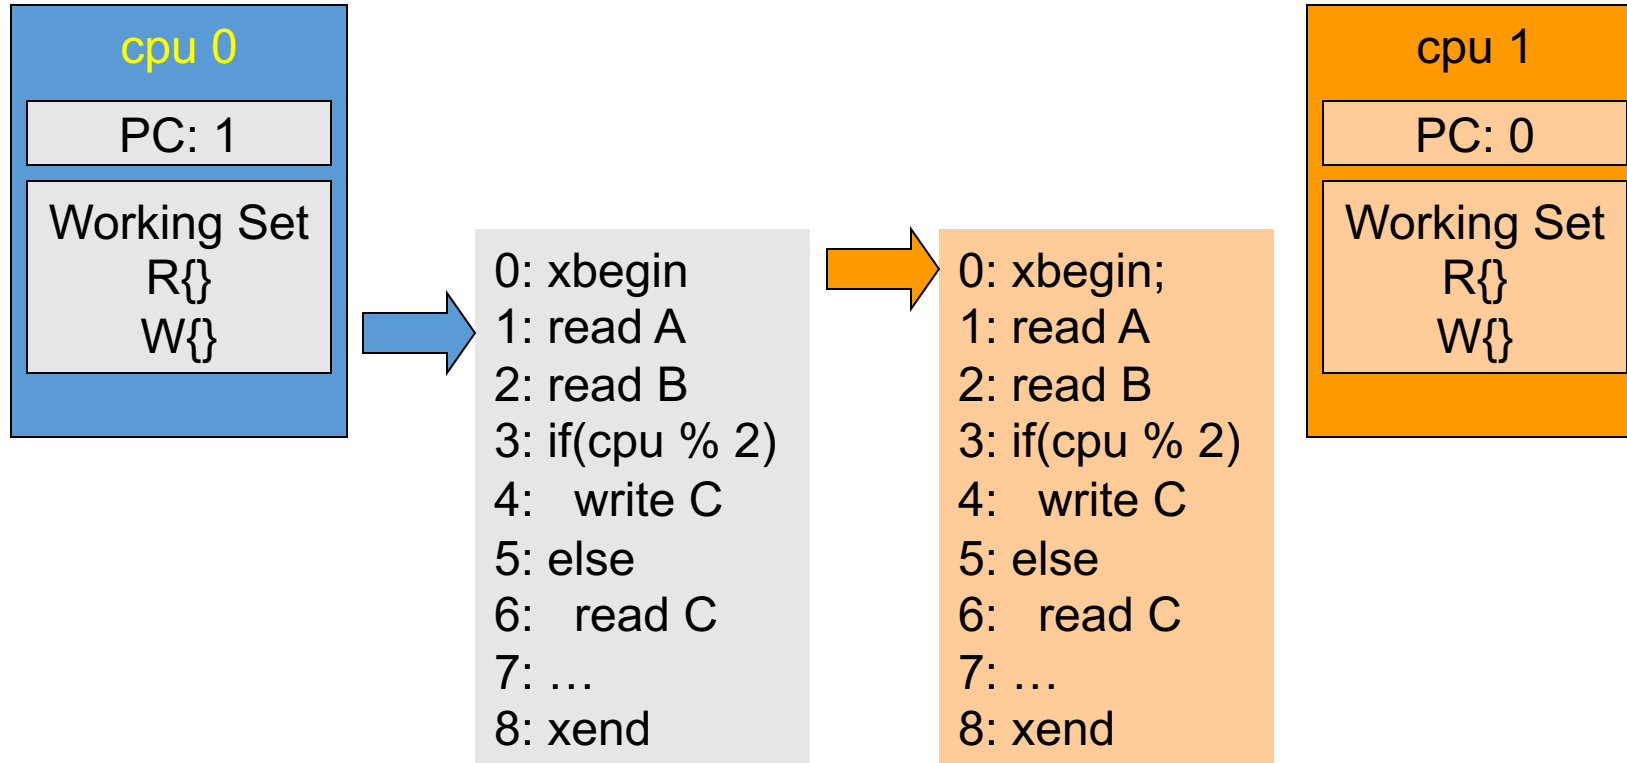 cpu 0
PC: 1
Working Set
R{}
W{}
0: xbegin
1: read A
2: read B
3: if(cpu % 2)
4:   write C
5: else
6:   read C
7: …
8: xend
0: xbegin;
1: read A
2: read B
3: if(cpu % 2)
4:   write C
5: else
6:   read C
7: …
8: xend
cpu 1
PC: 0
Working Set
R{}
W{}